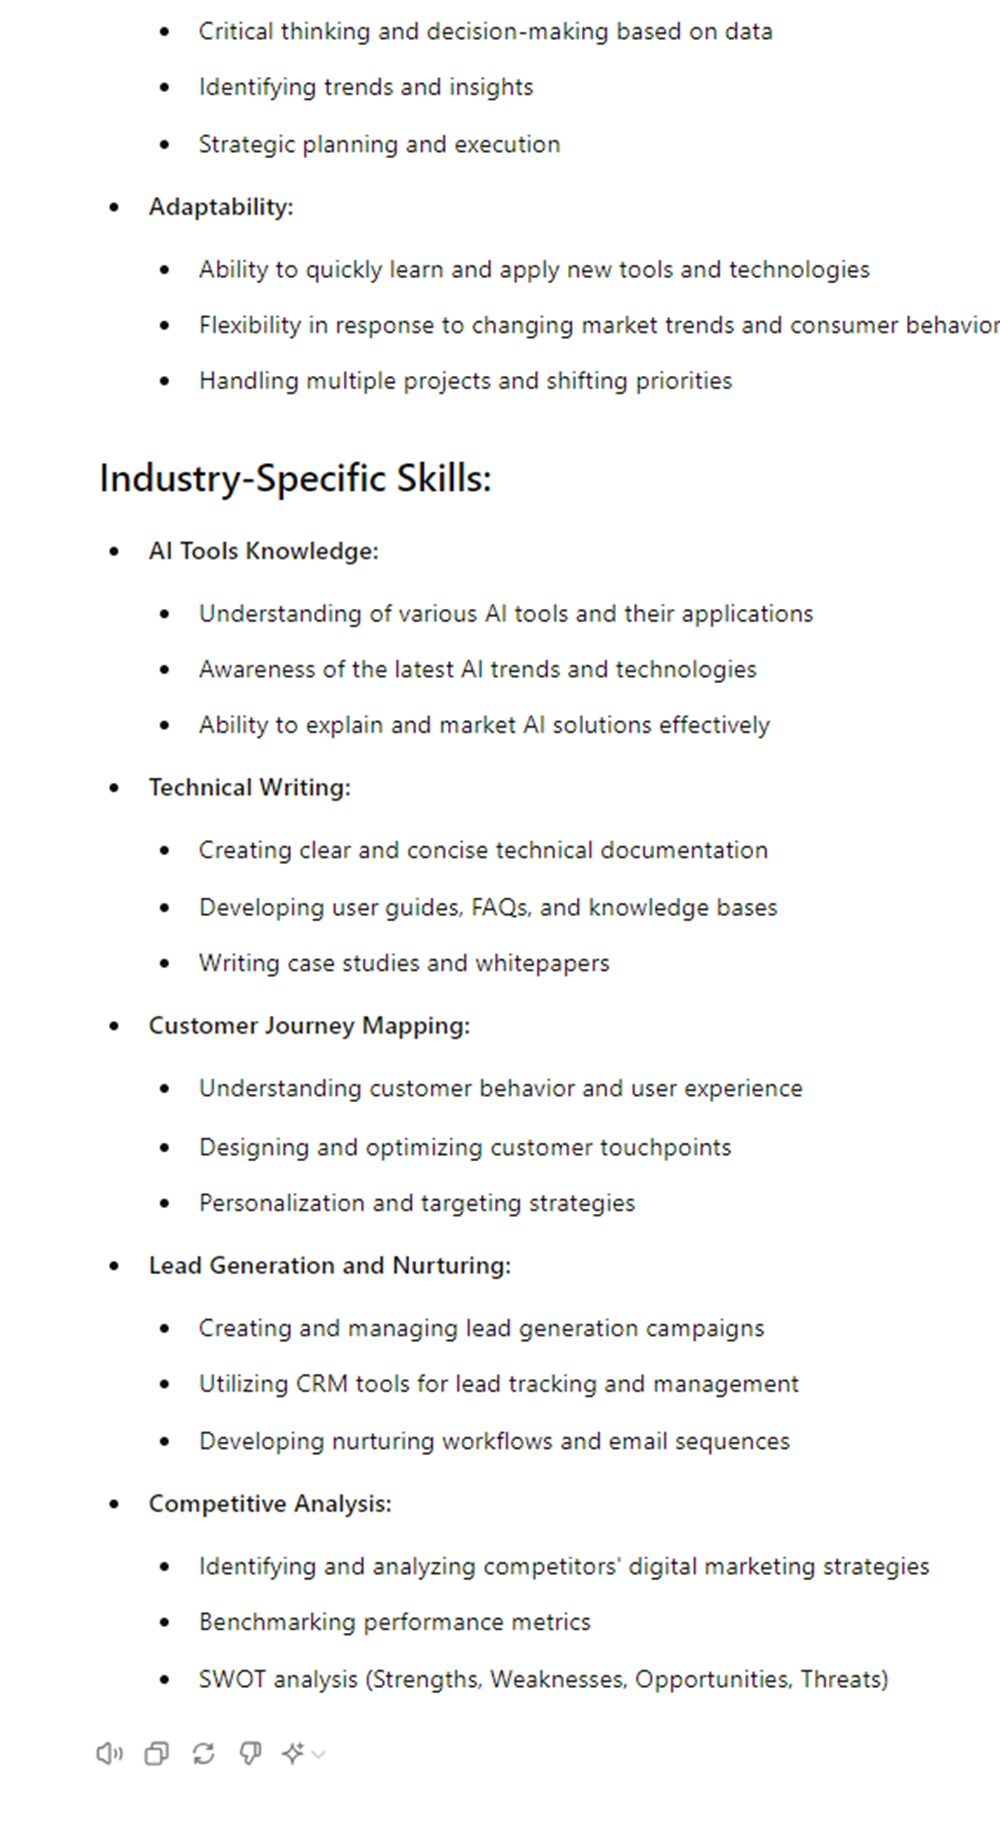 Critical thinking and decision-making based on data
Identifying trends and insights
Strategic planning and execution
Adaptability:
Ability to quickly learn and apply new tools and technologies
Flexibility in response to changing market trends and consumer behavior
Handling multiple projects and shifting priorities
Industry-Specific Skills:
AI Tools Knowledge:
Understanding of various AI tools and their applications
Awareness of the latest AI trends and technologies
Ability to explain and market AI solutions effectively
Technical Writing:
Creating clear and concise technical documentation
Developing user guides, FAQs, and knowledge bases
Writing case studies and whitepapers
Customer Journey Mapping:
Understanding customer behavior and user experience
Designing and optimizing customer touchpoints
Personalization and targeting strategies
Lead Generation and Nurturing:
Creating and managing lead generation campaigns
Utilizing CRM tools for lead tracking and management
Developing nurturing workflows and email sequences
Competitive Analysis:
Identifying and analyzing competitors' digital marketing strategies
Benchmarking performance metrics
SWOT analysis (Strengths, Weaknesses, Opportunities, Threats)